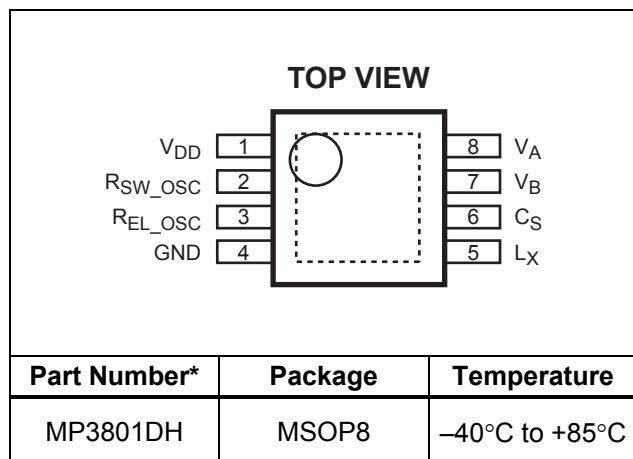 TOP VIEW
VDD 1 8 VA
RSW_OSC 2 7 VB
REL_OSC 3 6 CS
GND 4 5 LX
Part Number* Package Temperature
MP3801DH MSOP8 –40°C to +85°C